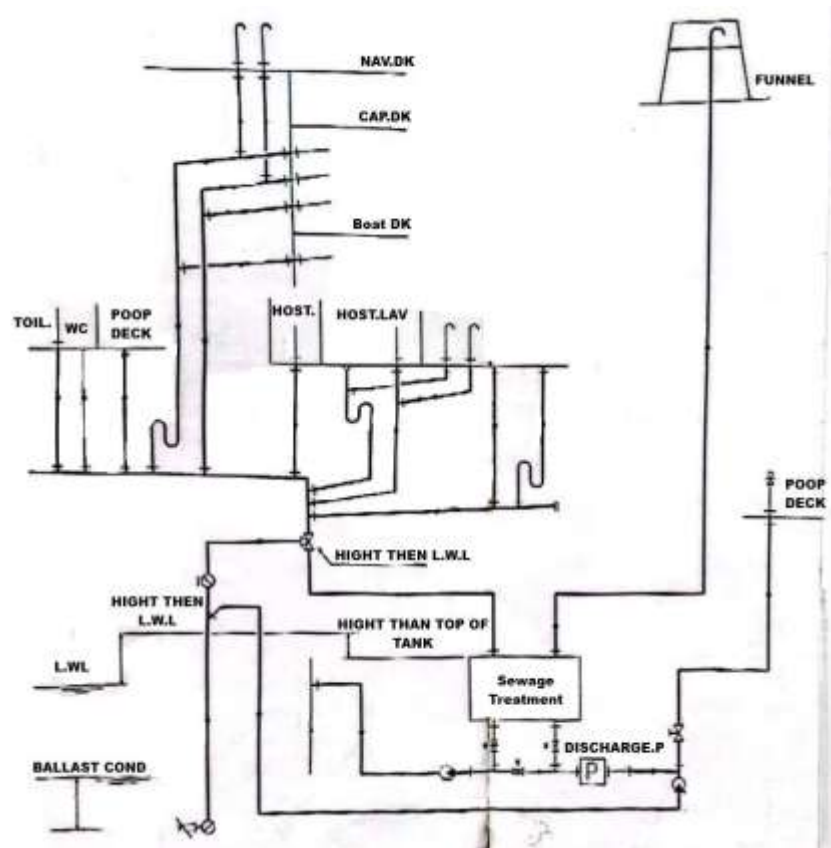 NAV.DK
FUNNEL
CAP.DK
Boat DK
TOIL.
WC
POOP
DECK
HOST.
HOST.LAV
POOP
DECK
HIGHT THEN L.W.L
HIGHT THEN
L.W.L
HIGHT THAN TOP OF
TANK
L.WL
Sewage
Treatment
DISCHARGE.P
P
BALLAST COND